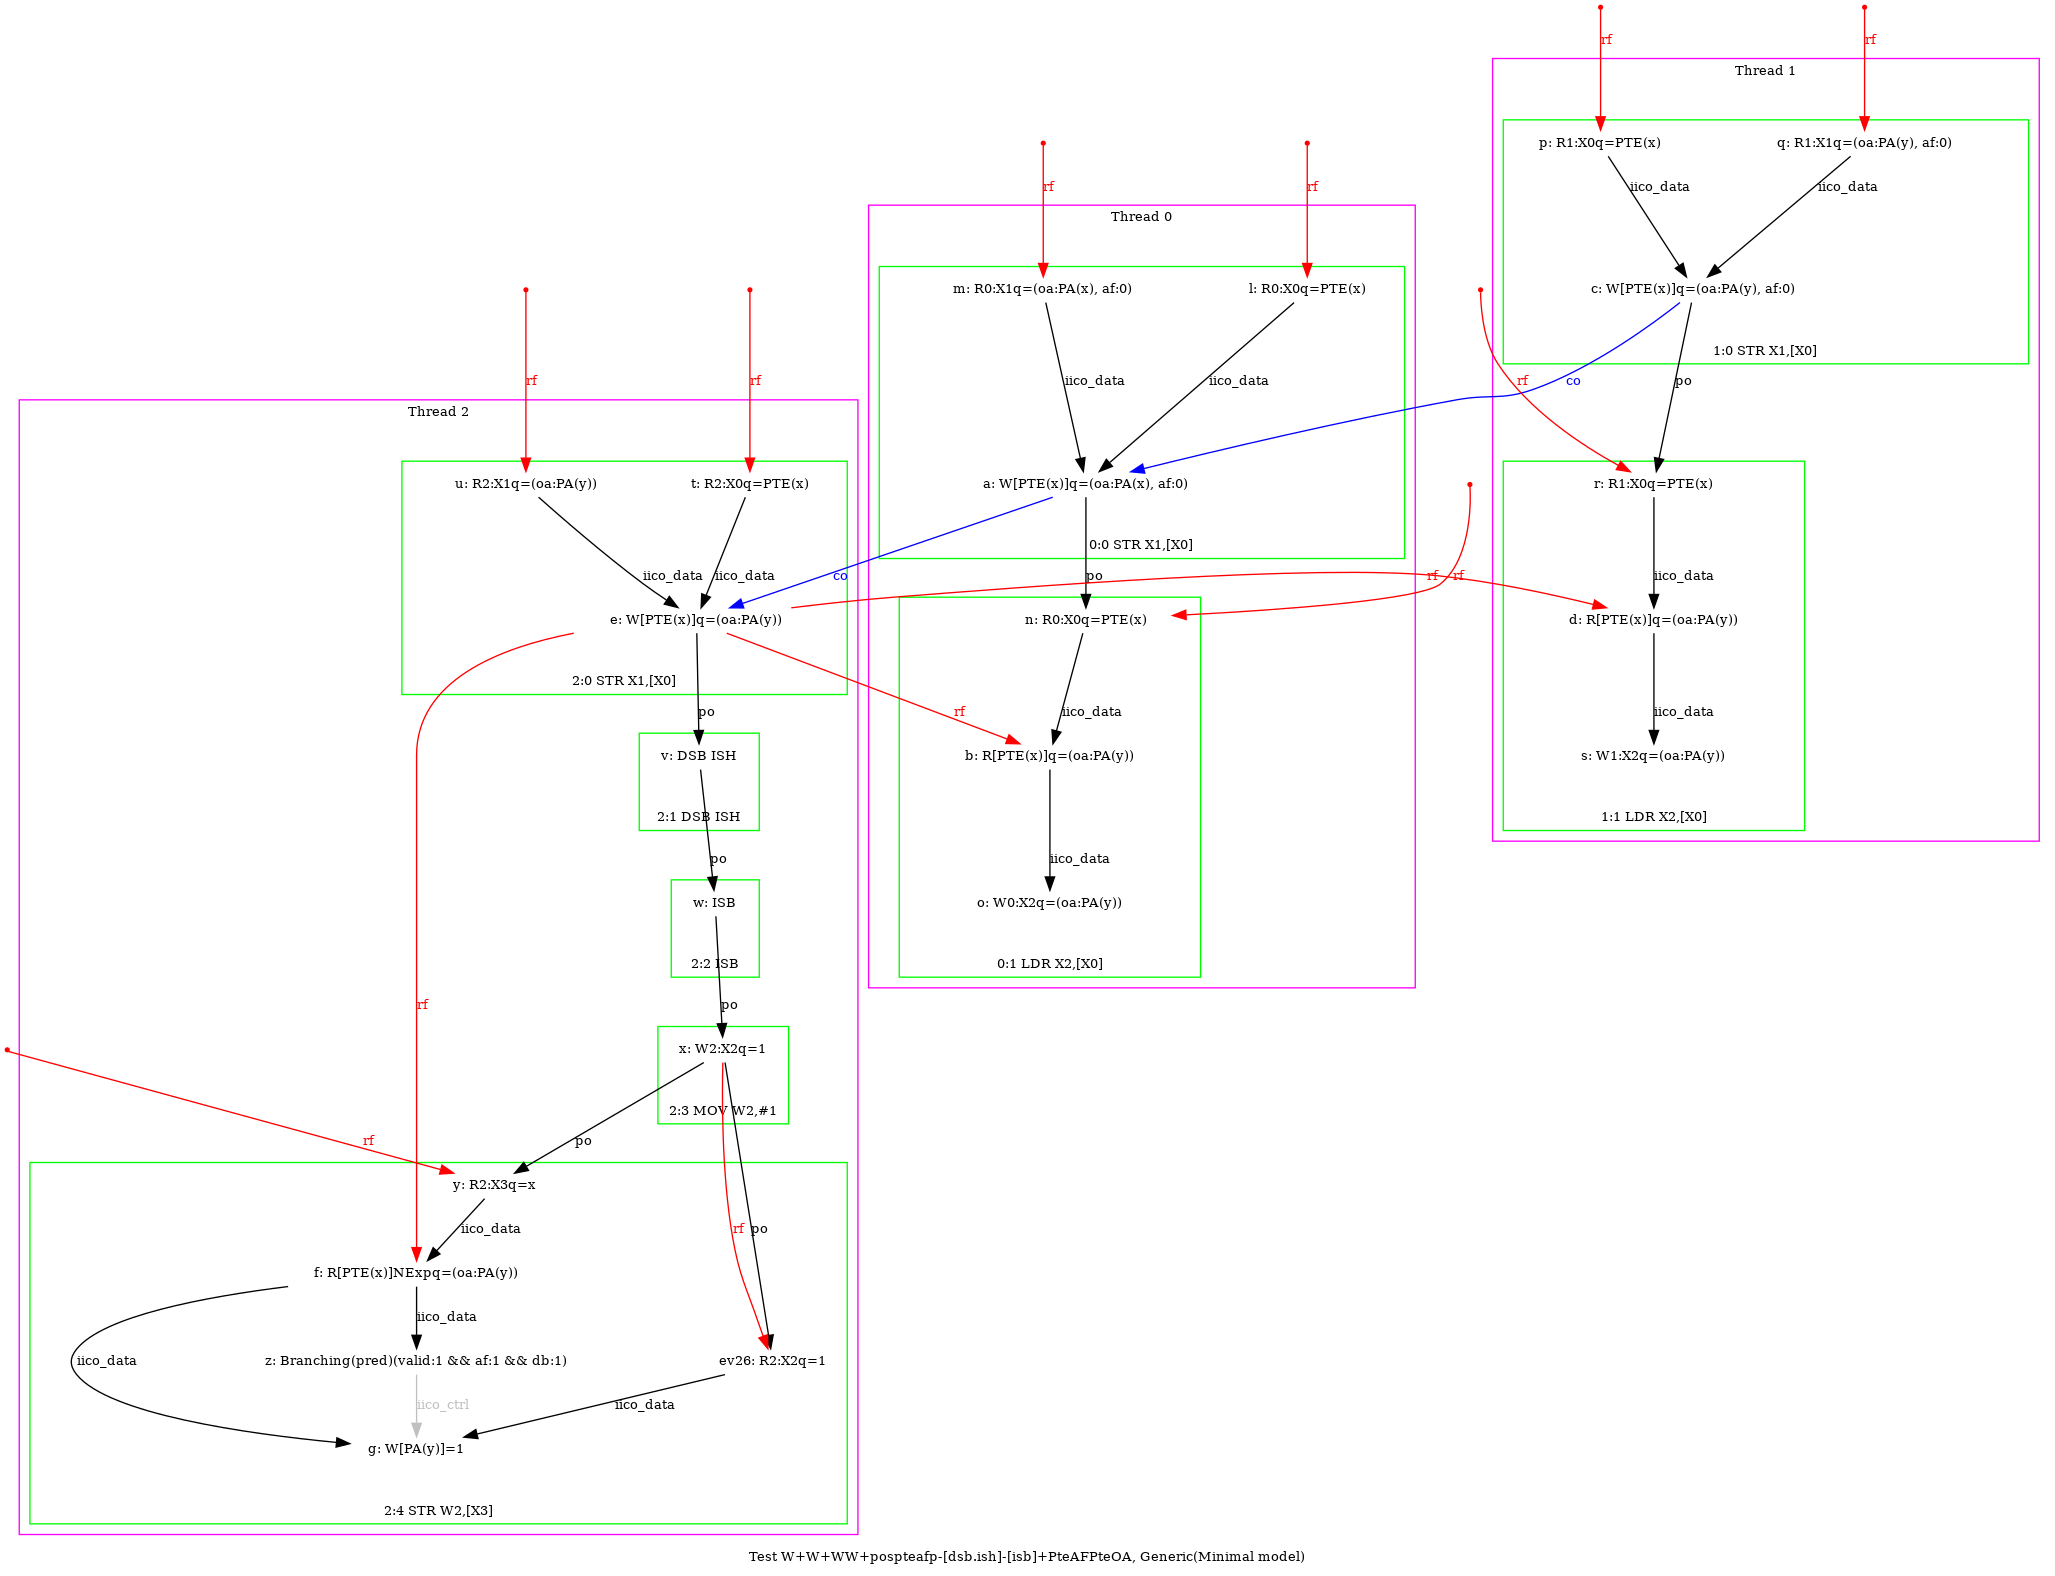 rf
rf
Thread 1
p: R1:X0q=PTE(x)
q: R1:X1q=(oa:PA(y), af:0)
rf
rf
iico_data
iico_data
Thread 0
m: R0:X1q=(oa:PA(x), af:0)
l: R0:X0q=PTE(x)
c: W[PTE(x)]q=(oa:PA(y), af:0)
1:0 STR X1,[X0]
rf
rf
iico_data
iico_data
rf
co
po
Thread 2
u: R2:X1q=(oa:PA(y))
t: R2:X0q=PTE(x)
a: W[PTE(x)]q=(oa:PA(x), af:0)
r: R1:X0q=PTE(x)
0:0 STR X1,[X0]
iico_data
iico_data
co
po
rf
rf
iico_data
e: W[PTE(x)]q=(oa:PA(y))
n: R0:X0q=PTE(x)
d: R[PTE(x)]q=(oa:PA(y))
2:0 STR X1,[X0]
po
rf
iico_data
iico_data
v: DSB ISH
b: R[PTE(x)]q=(oa:PA(y))
s: W1:X2q=(oa:PA(y))
2:1 DSB ISH
1:1 LDR X2,[X0]
po
iico_data
w: ISB
o: W0:X2q=(oa:PA(y))
2:2 ISB
0:1 LDR X2,[X0]
rf
po
x: W2:X2q=1
2:3 MOV W2,#1
rf
po
y: R2:X3q=x
iico_data
rf
po
f: R[PTE(x)]NExpq=(oa:PA(y))
iico_data
iico_data
z: Branching(pred)(valid:1 && af:1 && db:1)
ev26: R2:X2q=1
iico_ctrl
iico_data
g: W[PA(y)]=1
2:4 STR W2,[X3]
Test W+W+WW+pospteafp-[dsb.ish]-[isb]+PteAFPteOA, Generic(Minimal model)